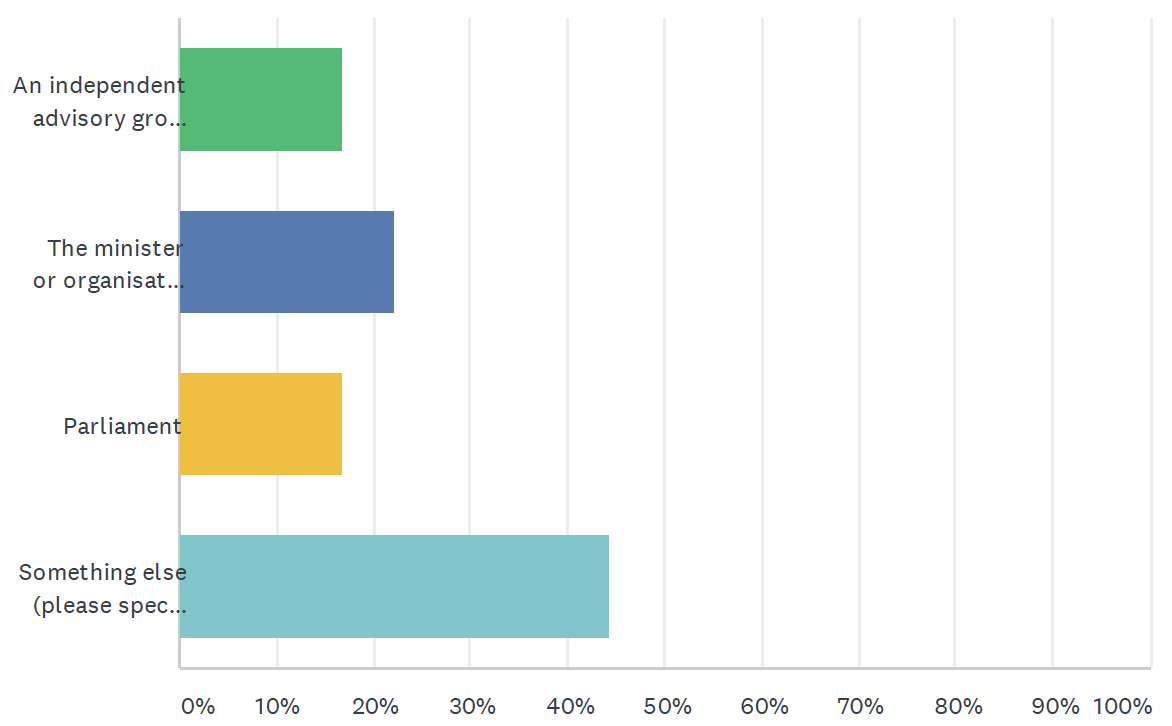 An independent
advisory gro...
The minister
or organisat...
Parliament
Something else
(please spec...
0% 10% 20% 30% 40% 50% 60% 70% 80% 90% 100%